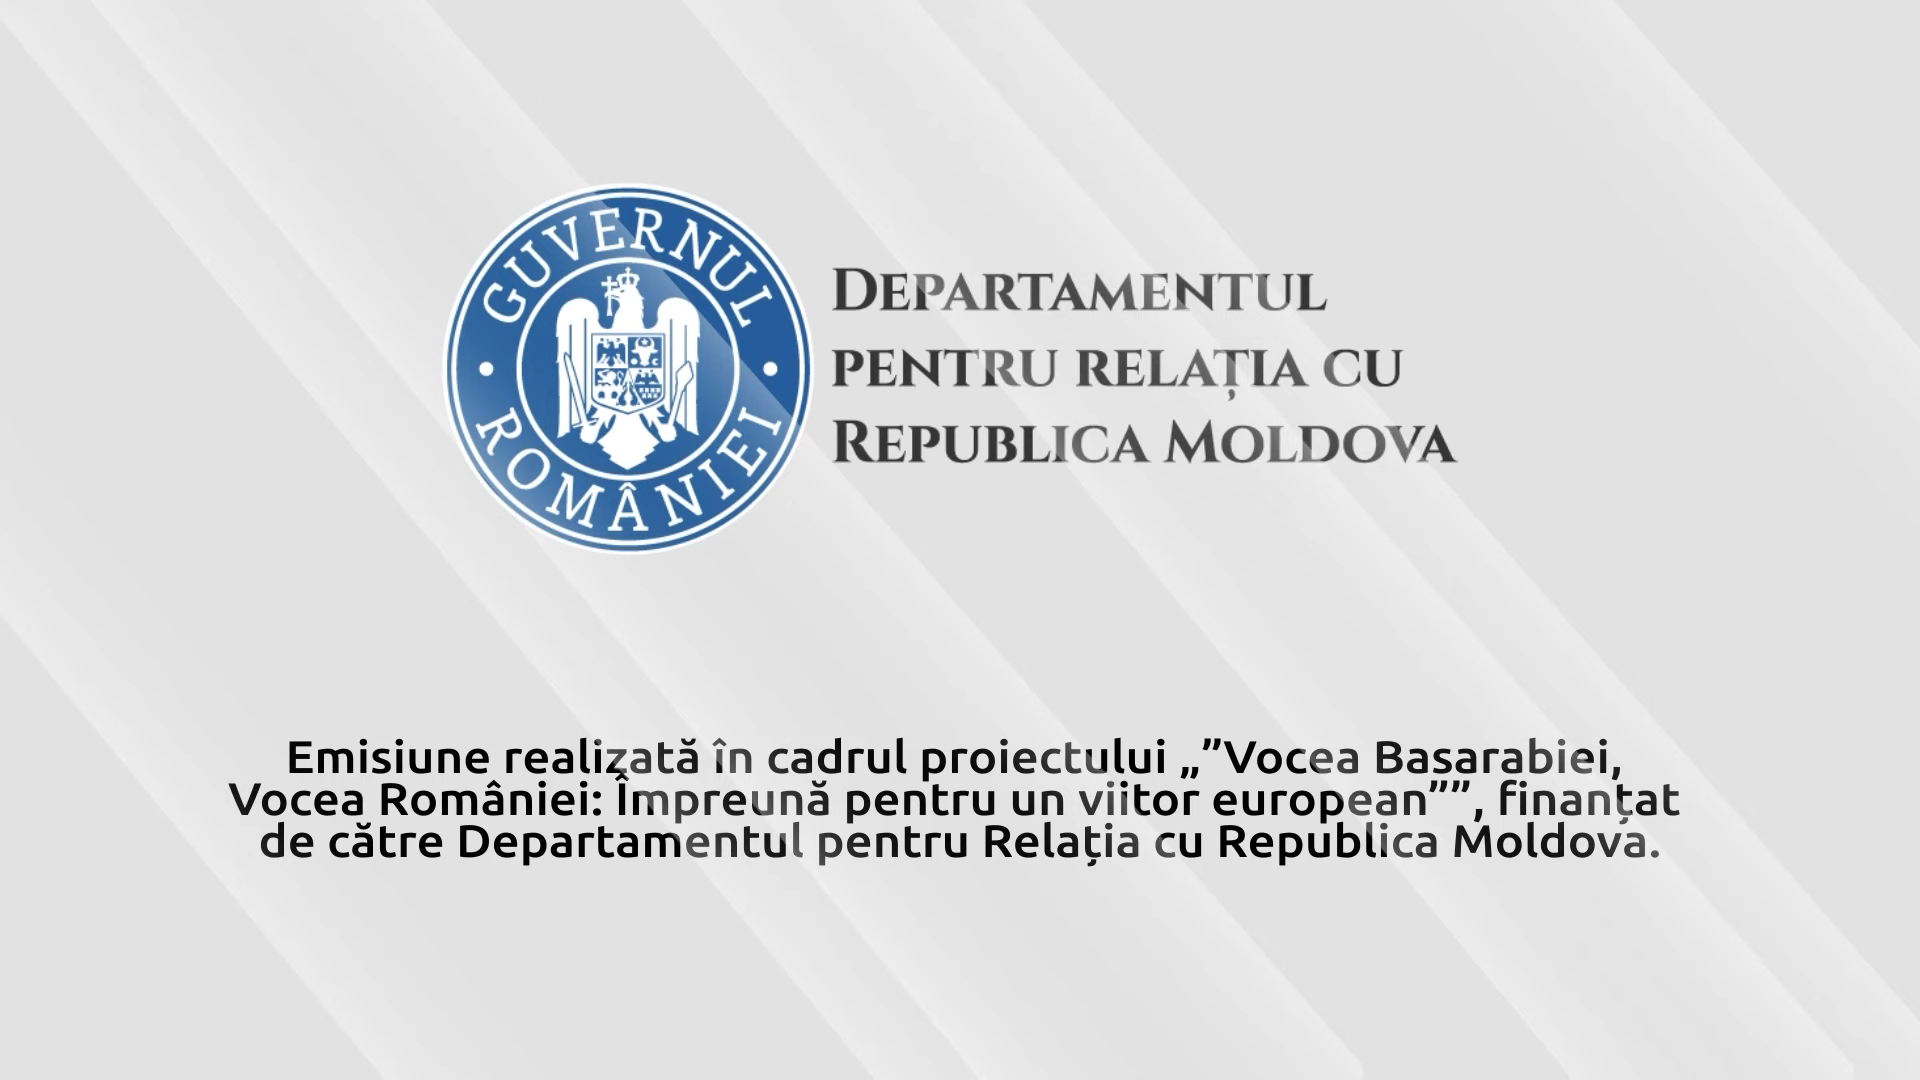 GUVERNUL
ROMÂNIEI
DEPARTAMENTUL
PENTRU RELAȚIA CU
REPUBLICA MOLDOVA
Emisiune realizată în cadrul proiectului „”Vocea Basarabiei,
Vocea României: Împreună pentru un viitor european””, finanțat
de către Departamentul pentru Relația cu Republica Moldova.